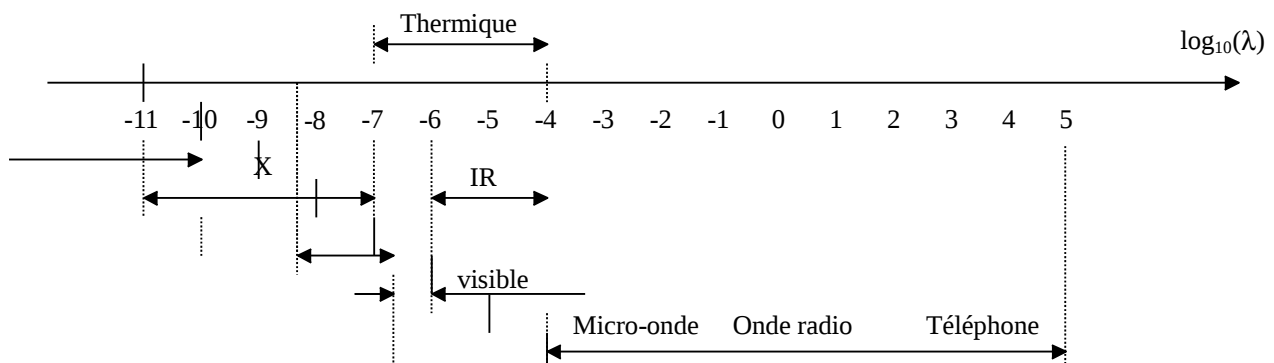 Thermique
log₁₀(λ)
-11 -10 -9 -8 -7 -6 -5 -4 -3 -2 -1 0 1 2 3 4 5
X
IR
visible
Micro-onde Onde radio Téléphone